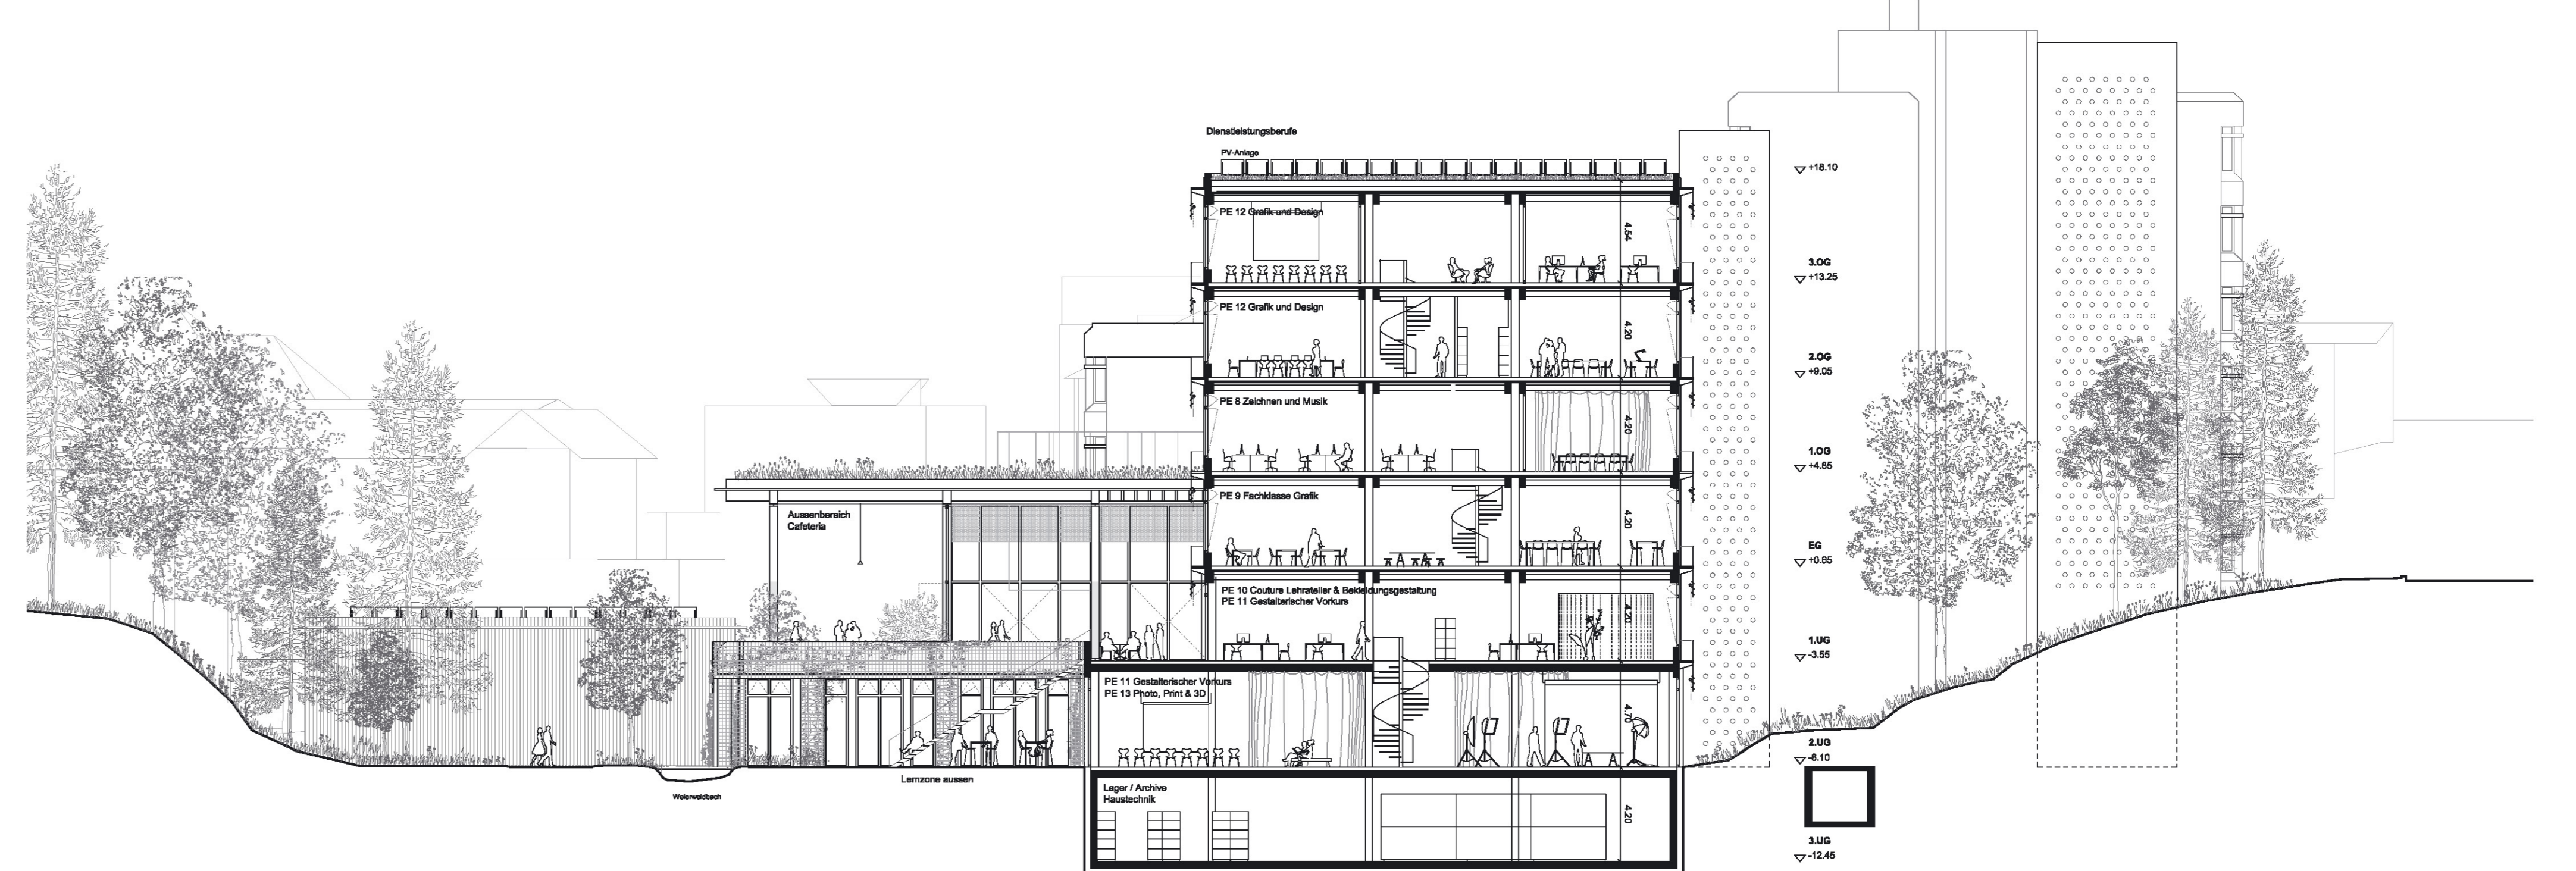 Dienstleistungsberufe
PV-Anlage
+18.10
PE 12 Grafik und Design
4.54
3.OG
+13.25
PE 12 Grafik und Design
4.20
2.OG
+9.05
PE 8 Zeichnen und Musik
4.20
1.OG
+4.85
PE 9 Fachklasse Grafik
4.20
Aussenbereich
Cafeteria
EG
+0.65
PE 10 Couture Lehratelier & Bekleidungsgestaltung
PE 11 Gestalterischer Vorkurs
4.20
1.UG
-3.55
PE 11 Gestalterischer Vorkurs
PE 13 Photo, Print & 3D
4.70
2.UG
-8.10
Lernzone aussen
Weierweidbach
Lager / Archive
Haustechnik
4.20
3.UG
-12.45